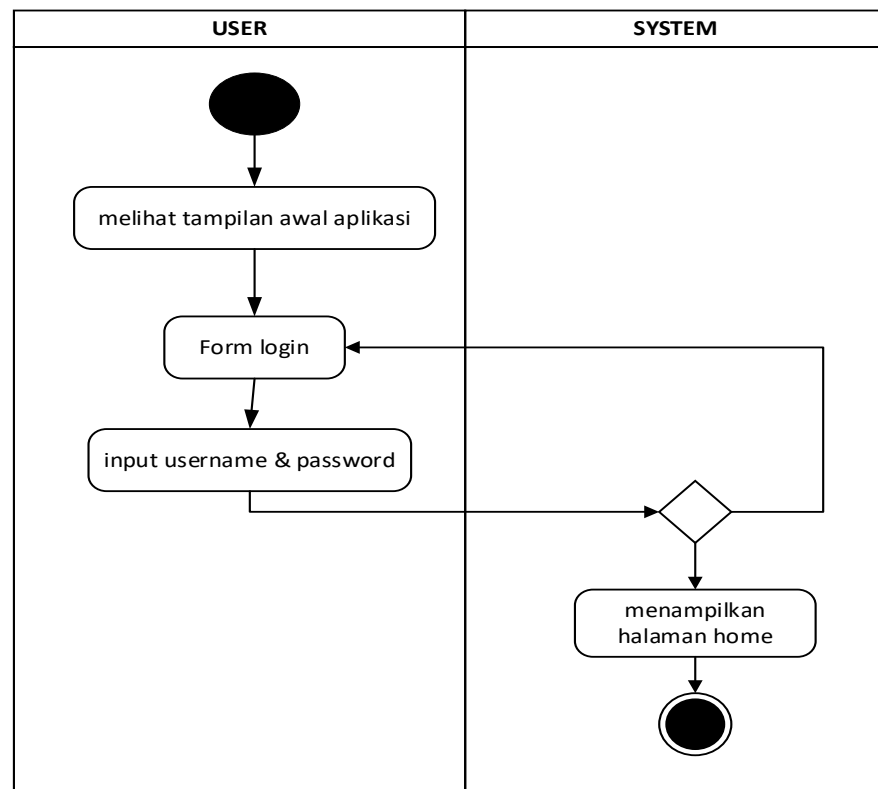 USER
SYSTEM
melihat tampilan awal aplikasi
Form login
input username & password
menampilkan
halaman home